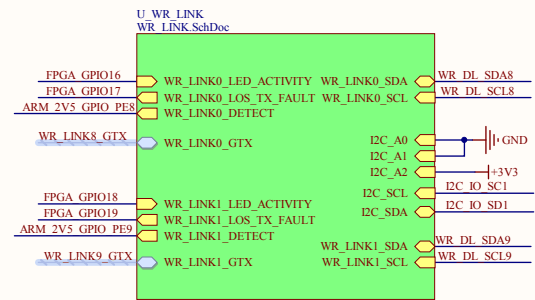 U_WR_LINK
WR_LINK.SchDoc
FPGA_GPIO16 WR_LINK0_LED_ACTIVITY WR_LINK0_SDA WR_DL_SDA8
FPGA_GPIO17 WR_LINK0_LOS_TX_FAULT WR_LINK0_SCL WR_DL_SCL8
ARM_2V5_GPIO_PE8 WR_LINK0_DETECT
WR_LINK8_GTX WR_LINK0_GTX I2C_A0 GND
I2C_A1
I2C_A2 +3V3
I2C_SCL I2C_IO_SC1
FPGA_GPIO18 WR_LINK1_LED_ACTIVITY I2C_SDA I2C_IO_SD1
FPGA_GPIO19 WR_LINK1_LOS_TX_FAULT
ARM_2V5_GPIO_PE9 WR_LINK1_DETECT WR_LINK1_SDA WR_DL_SDA9
WR_LINK9_GTX WR_LINK1_GTX WR_LINK1_SCL WR_DL_SCL9